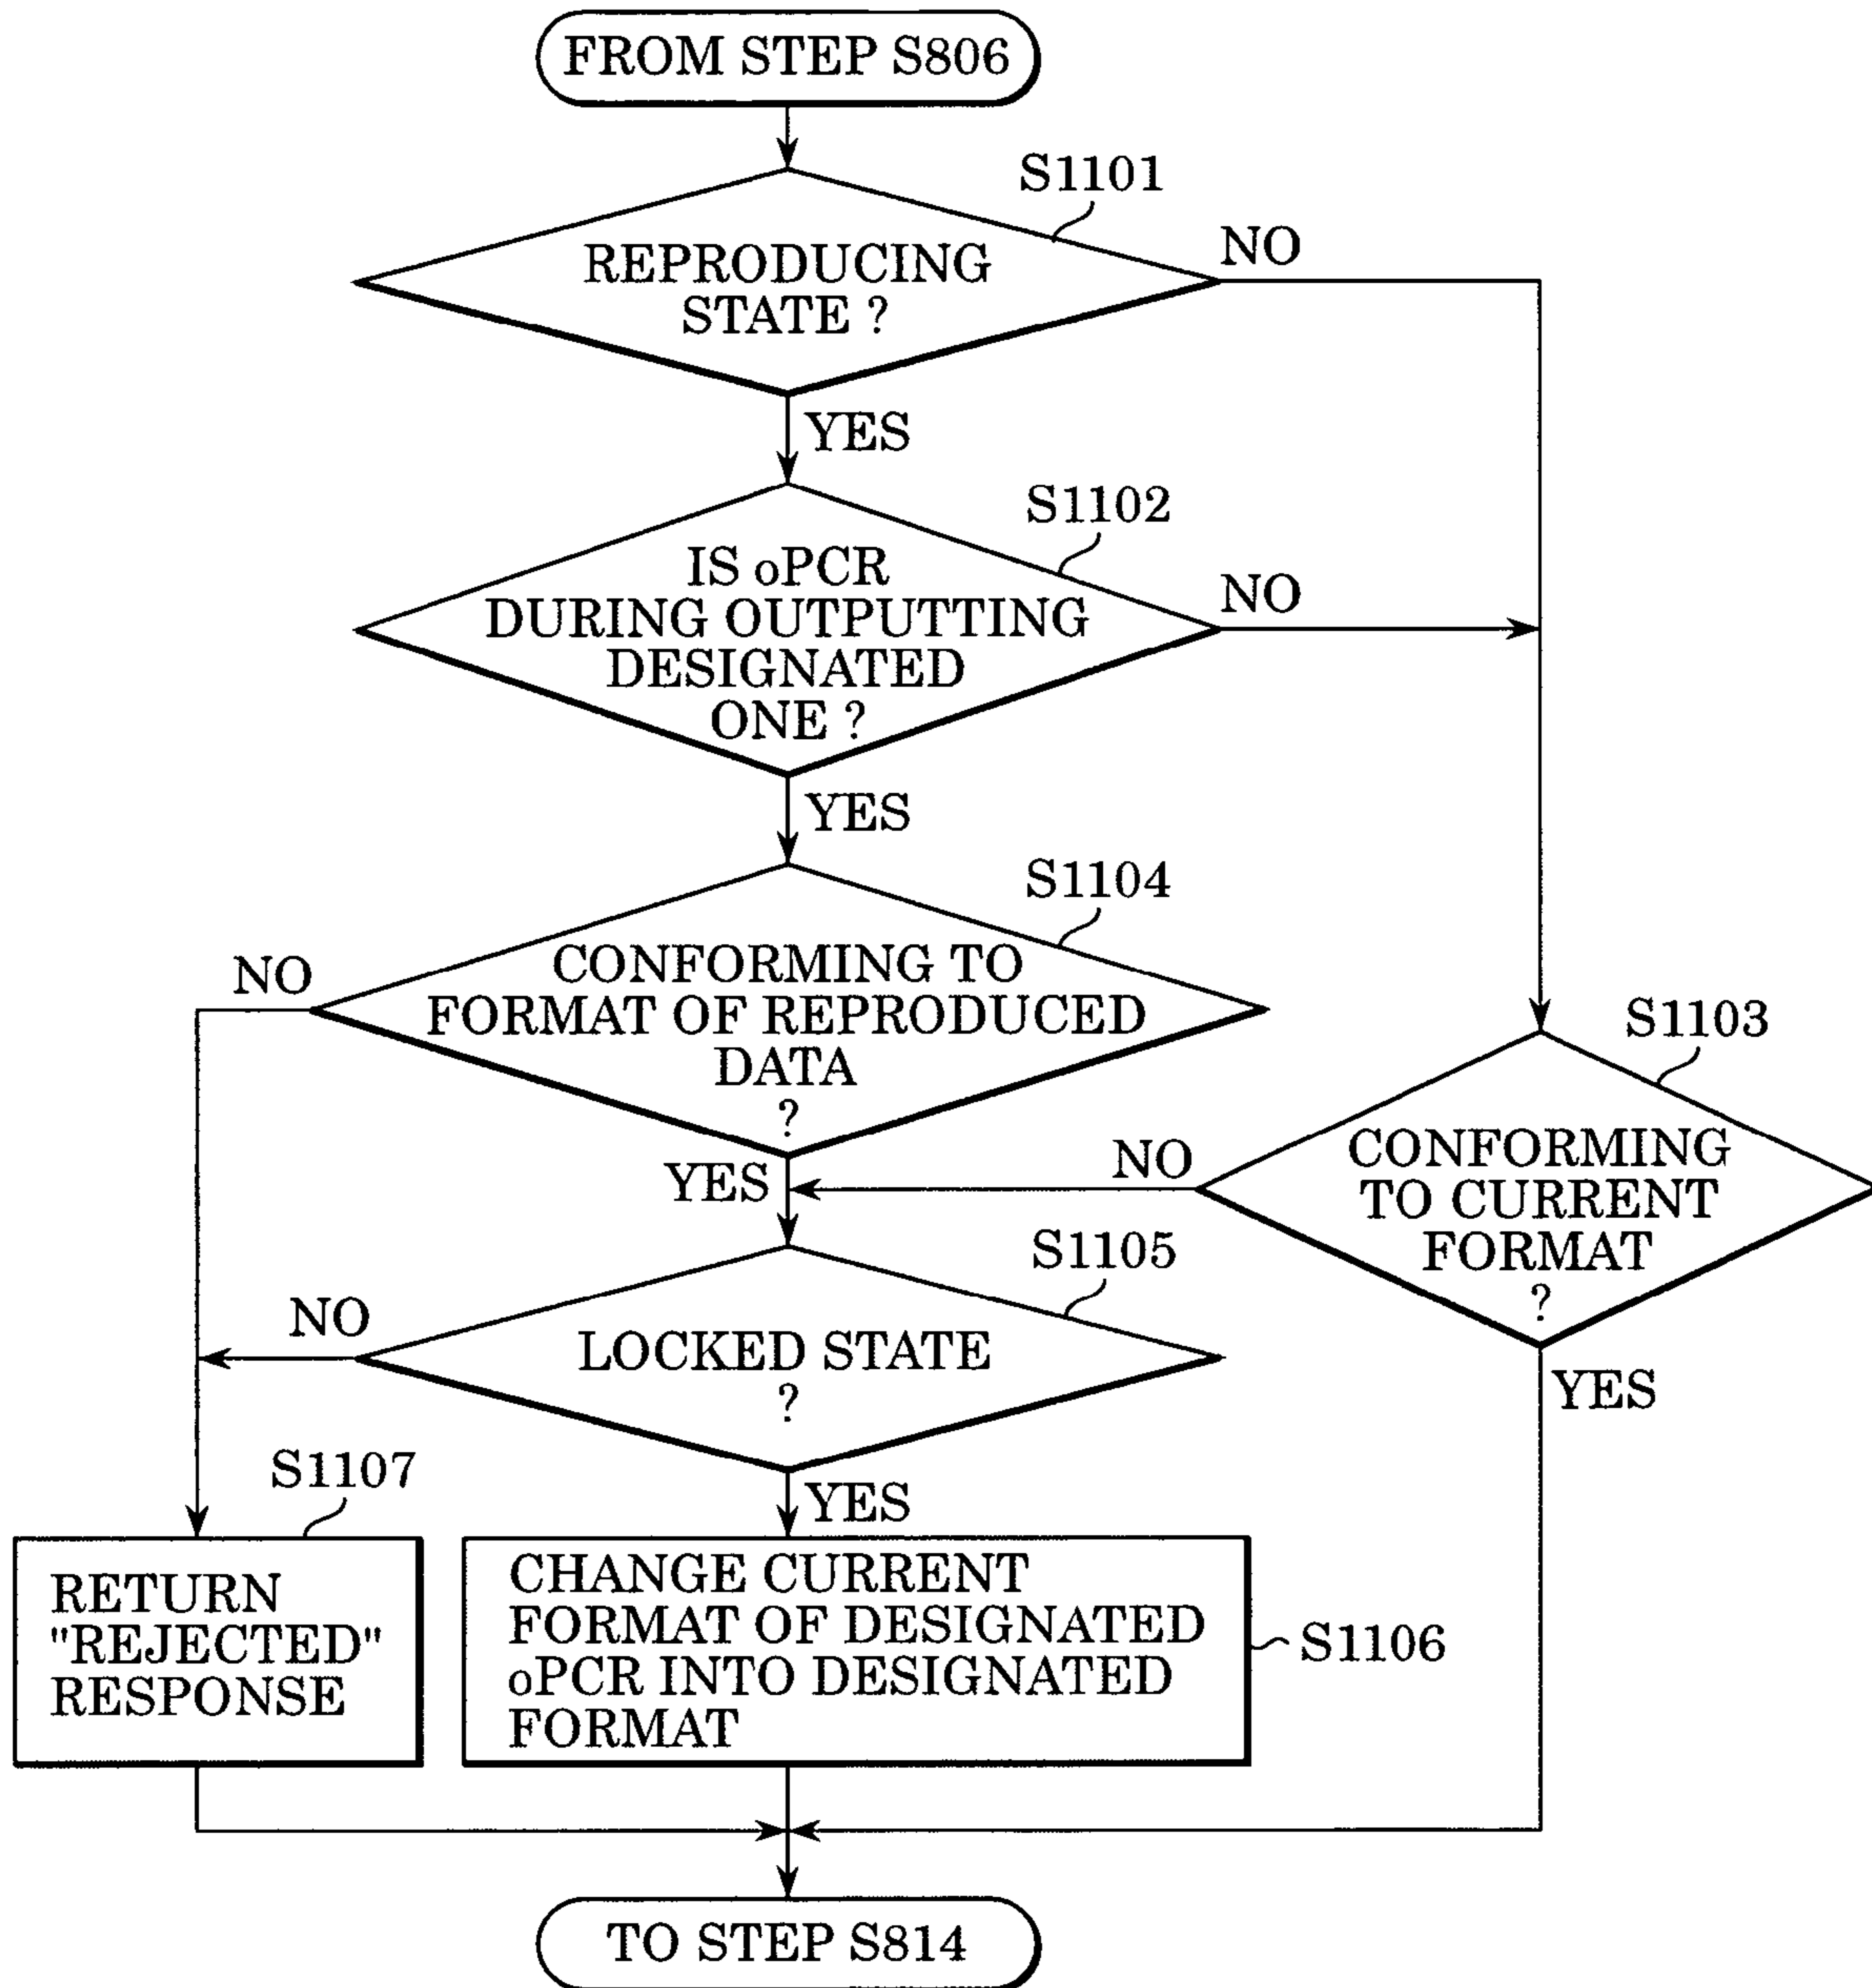 FROM STEP S806
S1101
REPRODUCING
STATE ?
NO
YES
S1102
IS oPCR
DURING OUTPUTTING
DESIGNATED
ONE ?
NO
YES
S1104
CONFORMING TO
FORMAT OF REPRODUCED
DATA
?
NO
YES
S1103
CONFORMING
TO CURRENT
FORMAT
?
NO
YES
S1105
LOCKED STATE
?
NO
YES
S1107
RETURN
"REJECTED"
RESPONSE
CHANGE CURRENT
FORMAT OF DESIGNATED
oPCR INTO DESIGNATED
FORMAT
S1106
TO STEP S814